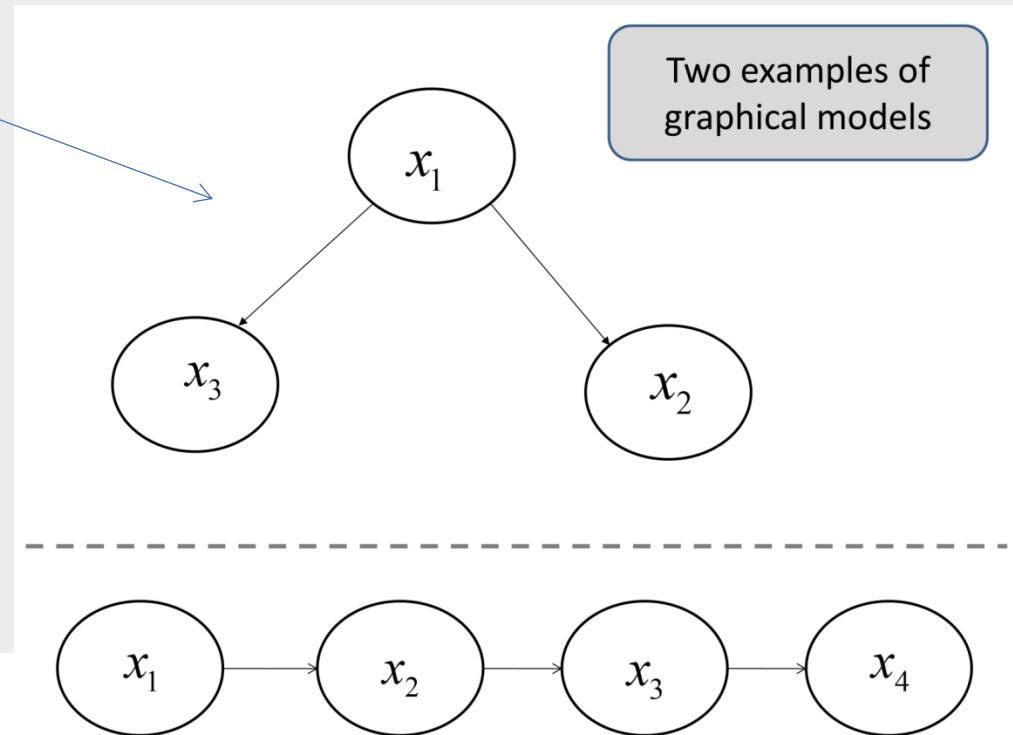 Two examples of
graphical models
x₁
x₃
x₂
x₁
x₂
x₃
x₄